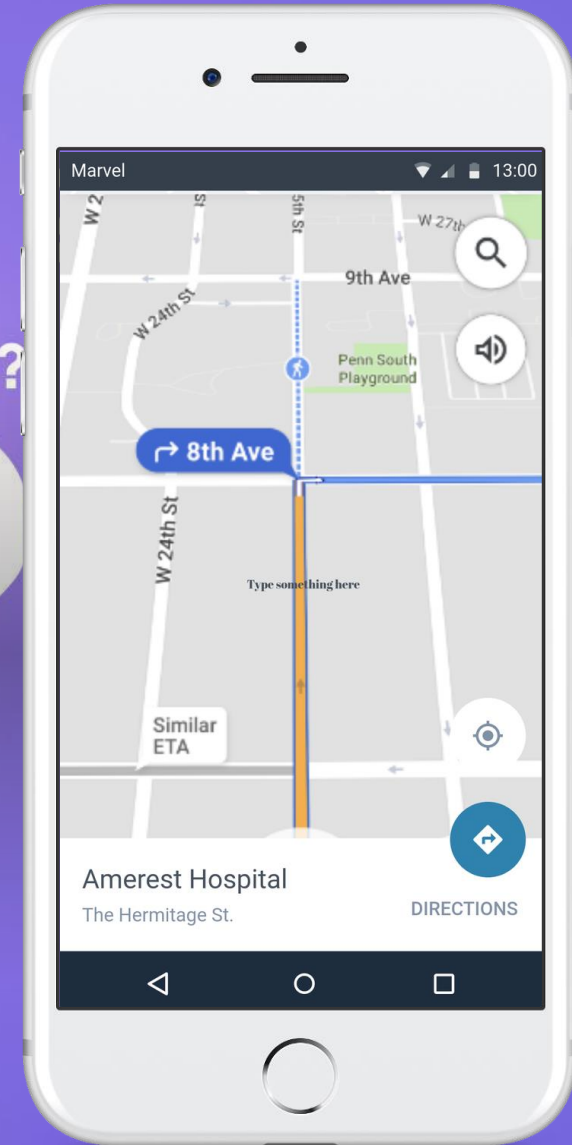 Marvel
13:00
W 2
St
5th St
W 27th
9th Ave
W 24th St
Penn South
Playground
8th Ave
W 24th St
Type something here
Similar
ETA
Amerest Hospital
The Hermitage St.
DIRECTIONS
?